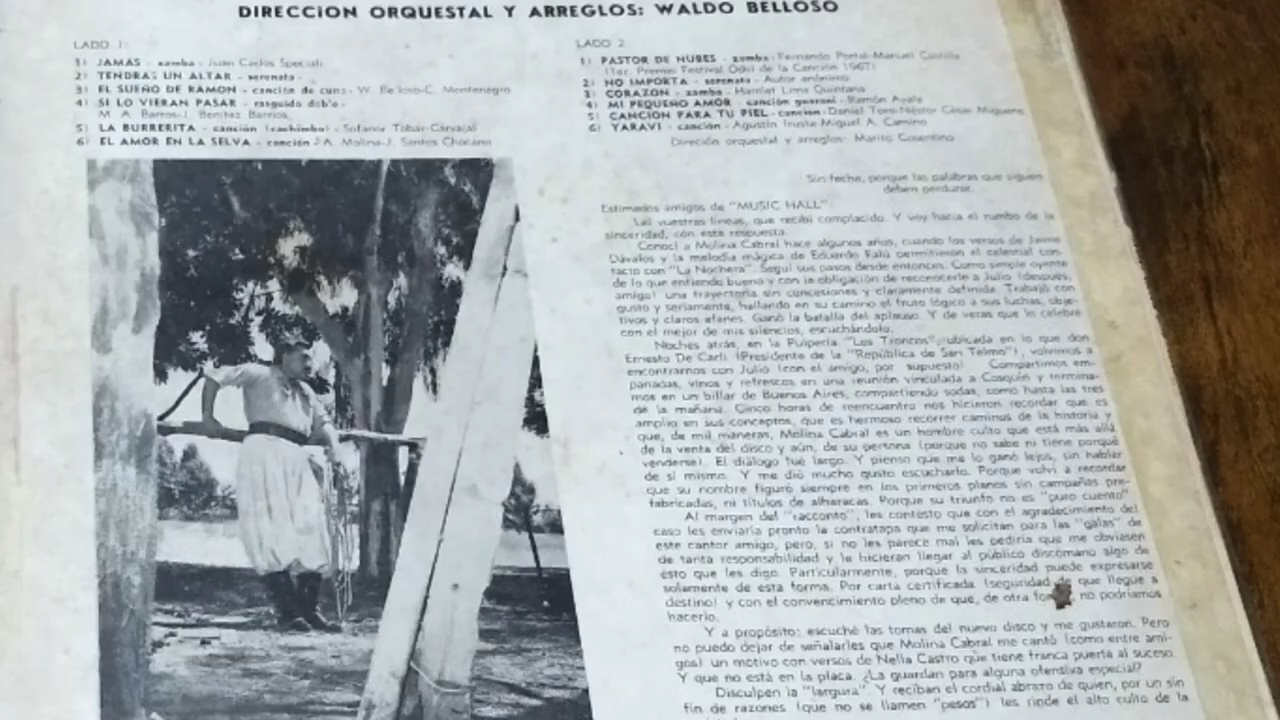 DIRECCION ORQUESTAL Y ARREGLOS: WALDO BELLOSO
LADO 1:
1) JAMAS - zamba - Juan Carlos Speciali
2) TENDRAS UN ALTAR - serenata -
3) EL SUEÑO DE RAMON - canción de cuna - W. Belloso-C. Montenegro
4) SI LO VIERAN PASAR - rasguido doble -
M. A. Barros-J. Benítez Barrios.
5) LA BURRERITA - canción (cachimbo) - Sofanor Tobar-Carvajal
6) EL AMOR EN LA SELVA - canción - A. Molina-J. Santos Chocano
LADO 2
1) PASTOR DE NUBES - zamba - Fernando Portal-Manuel Castilla
(1er. Premio Festival Odol de la Canción 1967)
2) NO IMPORTA - serenata - Autor anónimo
3) CORAZON - zamba - Hamlet Lima Quintana
4) MI PEQUEÑO AMOR - canción guaraní - Ramón Ayala
5) CANCION PARA TU PIEL - canción - Daniel Toro-Néstor César Miguens
6) YARAVI - canción - Agustín Irusta-Miguel A. Camino
Direción orquestal y arreglos: Marito Cosentino
Sin fecha, porque las palabras que siguen
deben perdurar.
Estimados amigos de "MUSIC HALL"
Leí vuestras líneas, que recibí complacido. Y voy hacia el rumbo de la
sinceridad, con esta respuesta.
Conocí a Molina Cabral hace algunos años, cuando los versos de Jaime
Dávalos y la melodía mágica de Eduardo Falú permitieron el celestial con-
tacto con "La Nochera". Seguí sus pasos desde entonces. Como simple oyente
de lo que entiendo bueno y con la obligación de reconocerle a Julio (después,
amigo) una trayectoria sin concesiones y claramente definida. Trabajó con
gusto y seriamente, hallando en su camino el fruto lógico a sus luchas, obje-
tivos y claros afanes. Ganó la batalla del aplauso. Y de veras que lo celebré
con el mejor de mis silencios, escuchándolo.
Noches atrás, en la Pulpería "Los Troncos", ubicada en lo que don
Ernesto De Carli (Presidente de la "República de San Telmo"), volvimos a
encontrarnos con Julio (con el amigo, por supuesto) Compartimos em-
panadas, vinos y refrescos en una reunión vinculada a Cosquín y termina-
mos en un billar de Buenos Aires, compartiendo sodas, como hasta las tres
de la mañana. Cinco horas de reencuentro nos hicieron recordar que es
amplio en sus conceptos, que es hermoso recorrer caminos de la historia y
que, de mil maneras, Molina Cabral es un hombre culto que está más allá
de la venta del disco y aún, de su persona (porque no sabe ni tiene porqué
venderse). El diálogo fué largo. Y pienso que me lo ganó lejos, sin hablar
de sí mismo. Y me dió mucho gusto escucharlo. Porque volví a recordar
que su nombre figuró siempre en los primeros planos sin campañas pre-
fabricadas, ni títulos de alharacas. Porque su triunfo no es "puro cuento"
Al margen del "racconto", les contesto que con el agradecimiento del
caso les enviaría pronto la contratapa que me solicitan para las "galas" de
este cantor amigo, pero, si no les parece mal les pediría que me obviasen
de tanta responsabilidad y le hicieran llegar al público discómano algo de
ésto que les digo. Particularmente, porque la sinceridad puede expresarse
solamente de esta forma. Por carta certificada (seguridad de que llegue a
destino) y con el convencimiento pleno de que, de otra no podríamos
hacerlo.
Y a propósito: escuché las tomas del nuevo disco y me gustaron. Pero
no puedo dejar de señalarles que Molina Cabral me cantó (como entre ami-
gos) un motivo con versos de Nelia Castro que tiene franca puerta al suceso
Y que no está en la placa. ¿La guardan para alguna ofensiva especial?
Disculpen la "largura". Y reciban el cordial abrazo de quien, por un sin
fin de razones (que no se llamen "pesos") les rinde el alto culto de la